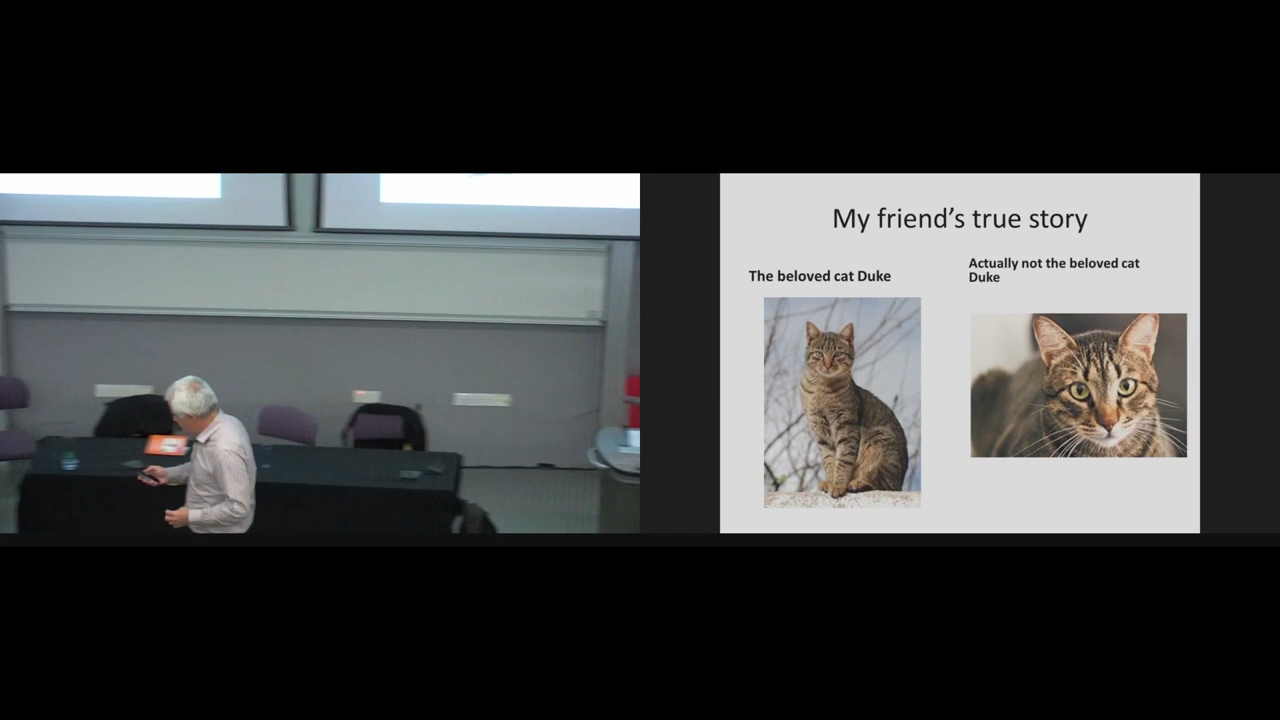 My friend's true story
The beloved cat Duke
Actually not the beloved cat
Duke